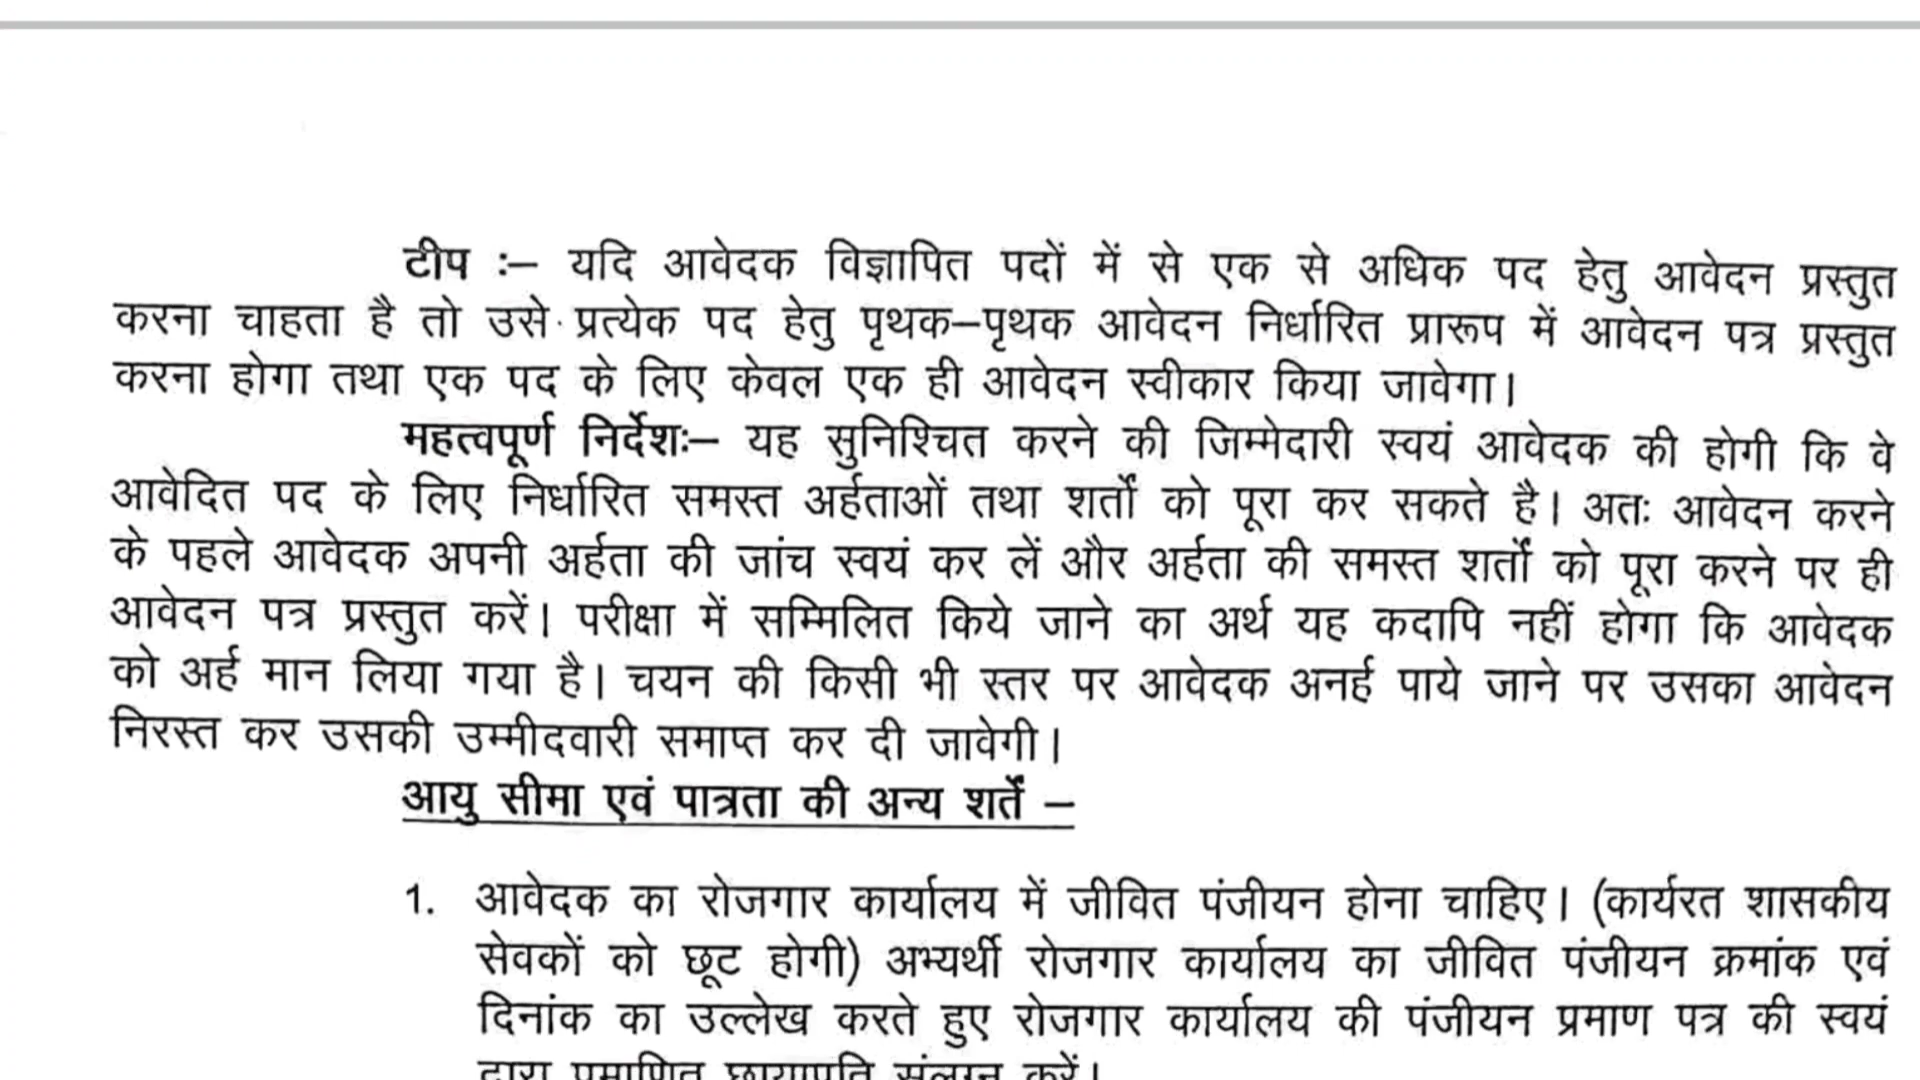 टीप :– यदि आवेदक विज्ञापित पदों में से एक से अधिक पद हेतु आवेदन प्रस्तुत
करना चाहता है तो उसे प्रत्येक पद हेतु पृथक–पृथक आवेदन निर्धारित प्रारूप में आवेदन पत्र प्रस्तुत
करना होगा तथा एक पद के लिए केवल एक ही आवेदन स्वीकार किया जावेगा।
महत्वपूर्ण निर्देशः– यह सुनिश्चित करने की जिम्मेदारी स्वयं आवेदक की होगी कि वे
आवेदित पद के लिए निर्धारित समस्त अर्हताओं तथा शर्तों को पूरा कर सकते है। अतः आवेदन करने
के पहले आवेदक अपनी अर्हता की जांच स्वयं कर लें और अर्हता की समस्त शर्तों को पूरा करने पर ही
आवेदन पत्र प्रस्तुत करें। परीक्षा में सम्मिलित किये जाने का अर्थ यह कदापि नहीं होगा कि आवेदक
को अर्ह मान लिया गया है। चयन की किसी भी स्तर पर आवेदक अनर्ह पाये जाने पर उसका आवेदन
निरस्त कर उसकी उम्मीदवारी समाप्त कर दी जावेगी।
आयु सीमा एवं पात्रता की अन्य शर्तें –
1. आवेदक का रोजगार कार्यालय में जीवित पंजीयन होना चाहिए। (कार्यरत शासकीय
सेवकों को छूट होगी) अभ्यर्थी रोजगार कार्यालय का जीवित पंजीयन क्रमांक एवं
दिनांक का उल्लेख करते हुए रोजगार कार्यालय की पंजीयन प्रमाण पत्र की स्वयं
द्वारा प्रमाणित छायाप्रति संलग्न करें।